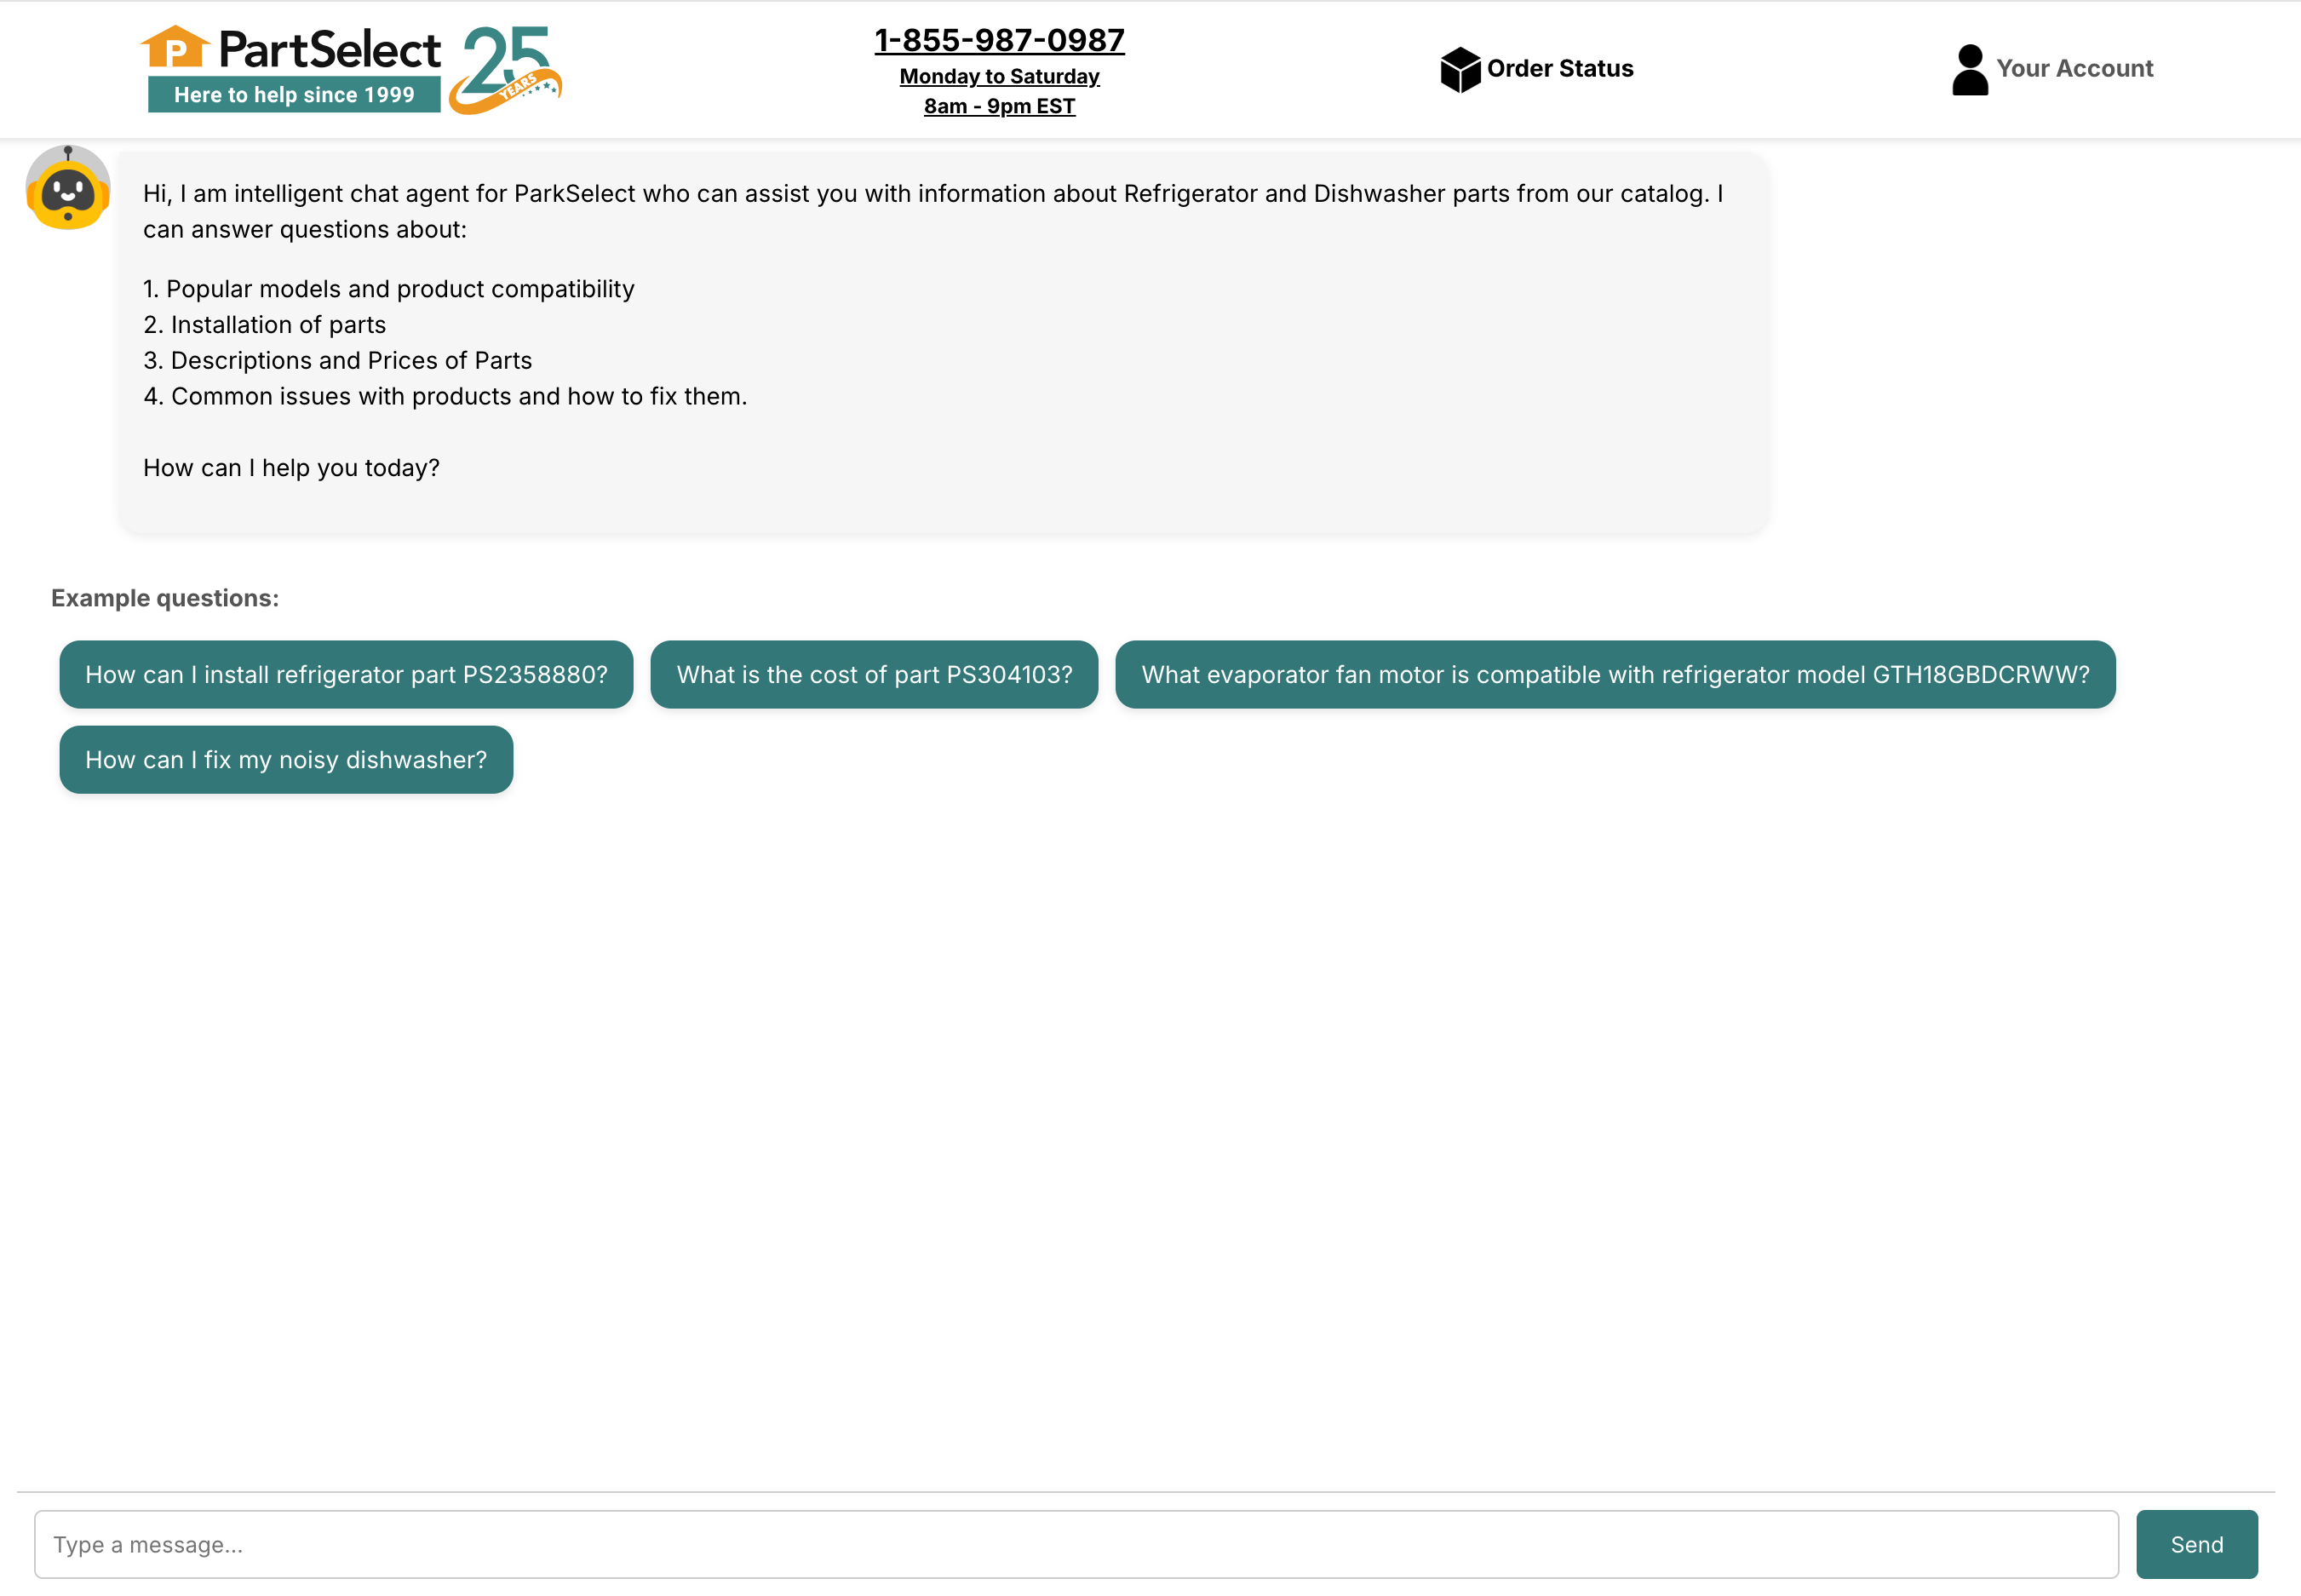 PartSelect
Here to help since 1999
25
YEARS
1-855-987-0987
Monday to Saturday
8am - 9pm EST
Order Status
Your Account
Hi, I am intelligent chat agent for ParkSelect who can assist you with information about Refrigerator and Dishwasher parts from our catalog. I
can answer questions about:
1. Popular models and product compatibility
2. Installation of parts
3. Descriptions and Prices of Parts
4. Common issues with products and how to fix them.
How can I help you today?
Example questions:
How can I install refrigerator part PS2358880?
What is the cost of part PS304103?
What evaporator fan motor is compatible with refrigerator model GTH18GBDCRWW?
How can I fix my noisy dishwasher?
Type a message...
Send